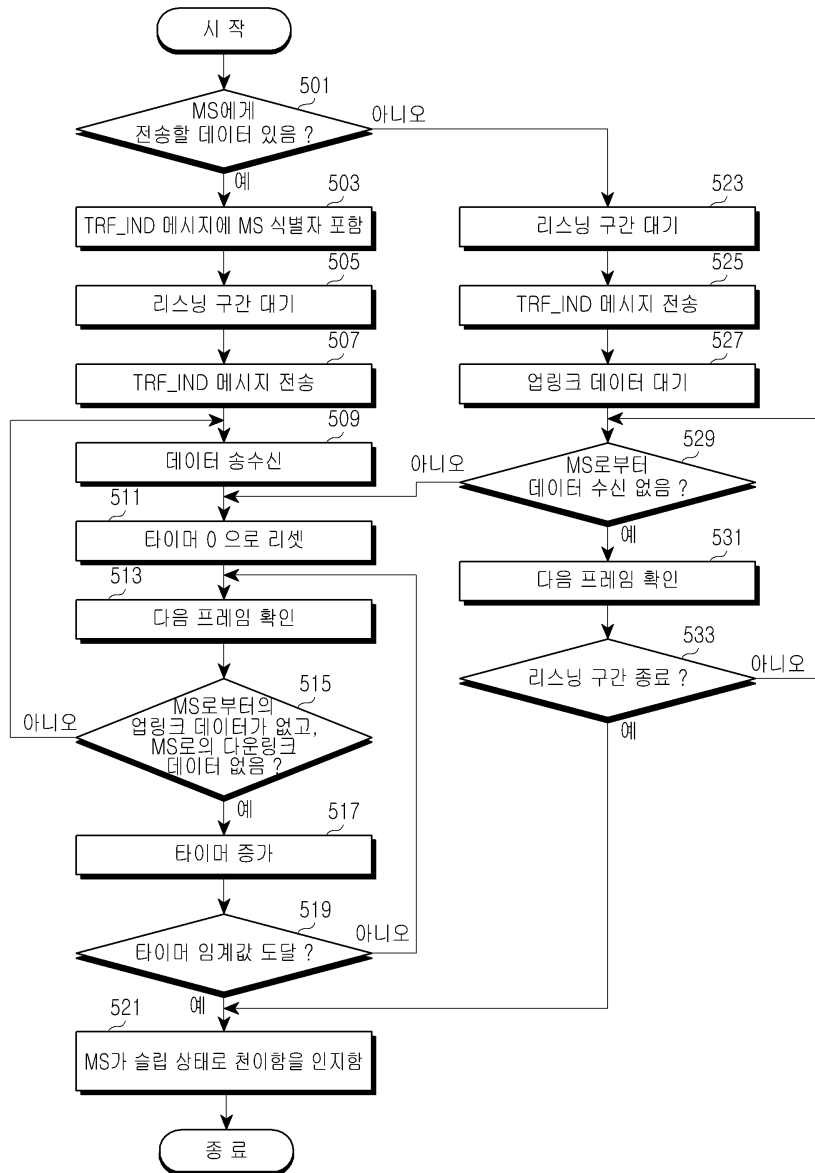 시 작
501
MS에게
전송할 데이터 있음 ?
아니오
예
503
TRF_IND 메시지에 MS 식별자 포함
505
리스닝 구간 대기
507
TRF_IND 메시지 전송
509
데이터 송수신
511
타이머 0 으로 리셋
513
다음 프레임 확인
515
MS로부터의
업링크 데이터가 없고,
MS로의 다운링크
데이터 없음 ?
아니오
예
517
타이머 증가
519
타이머 임계값 도달 ?
아니오
예
521
MS가 슬립 상태로 천이함을 인지함
종 료
523
리스닝 구간 대기
525
TRF_IND 메시지 전송
527
업링크 데이터 대기
529
아니오
MS로부터
데이터 수신 없음 ?
예
531
다음 프레임 확인
533
리스닝 구간 종료 ?
아니오
예